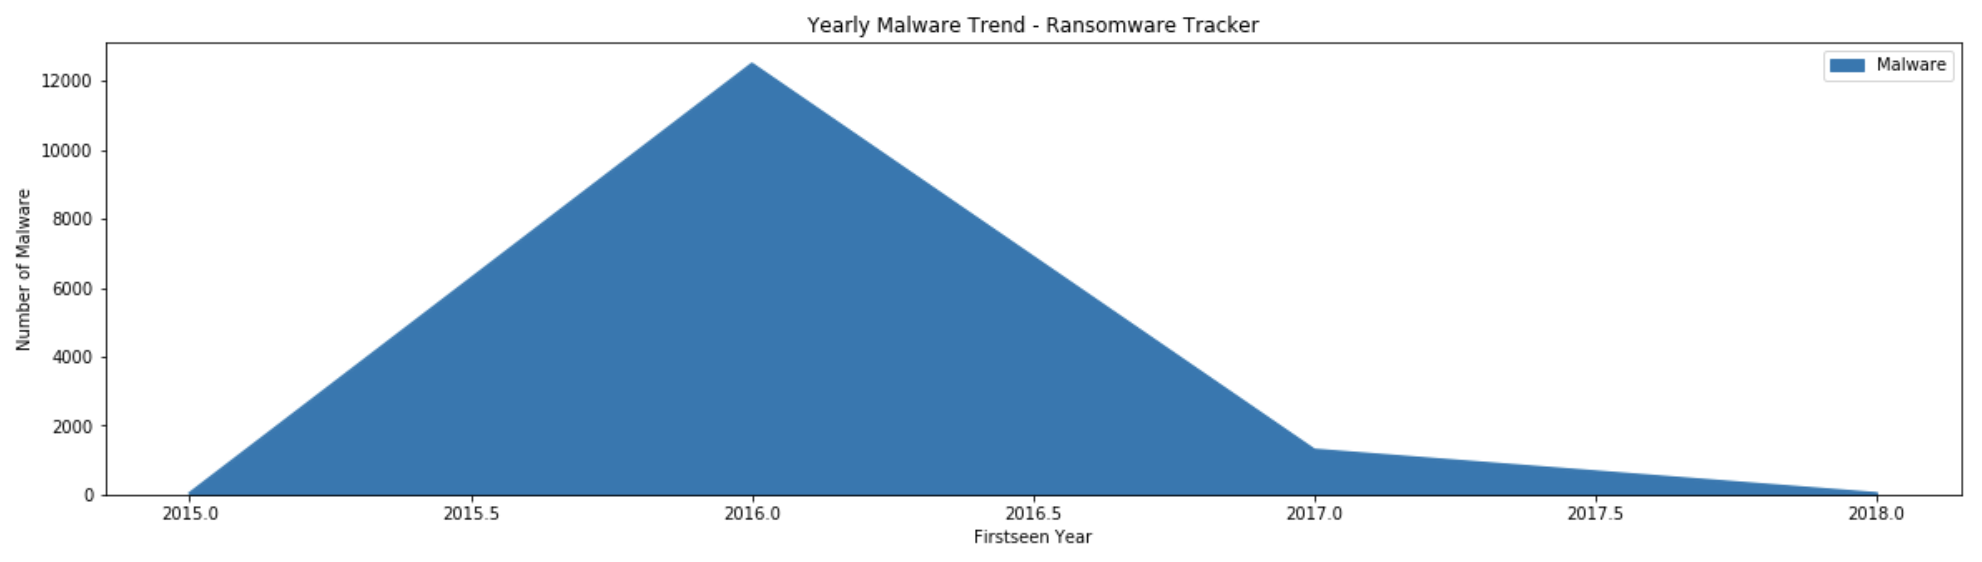 Yearly Malware Trend - Ransomware Tracker
Malware
Number of Malware
12000
10000
8000
6000
4000
2000
0
2015.0 2015.5 2016.0 2016.5 2017.0 2017.5 2018.0
Firstseen Year